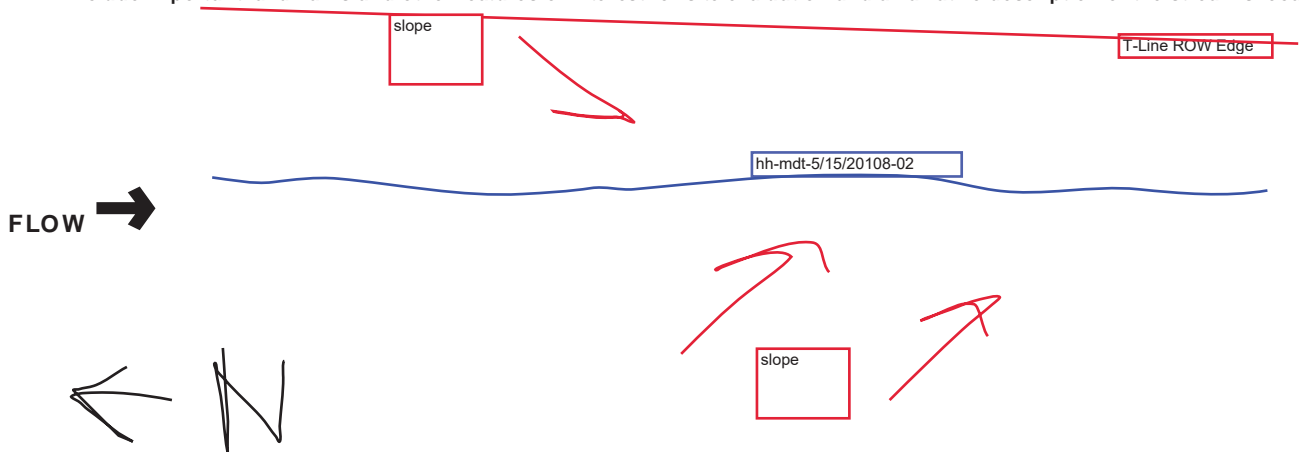 slope
T-Line ROW Edge
hh-mdt-5/15/20108-02
FLOW
slope
N